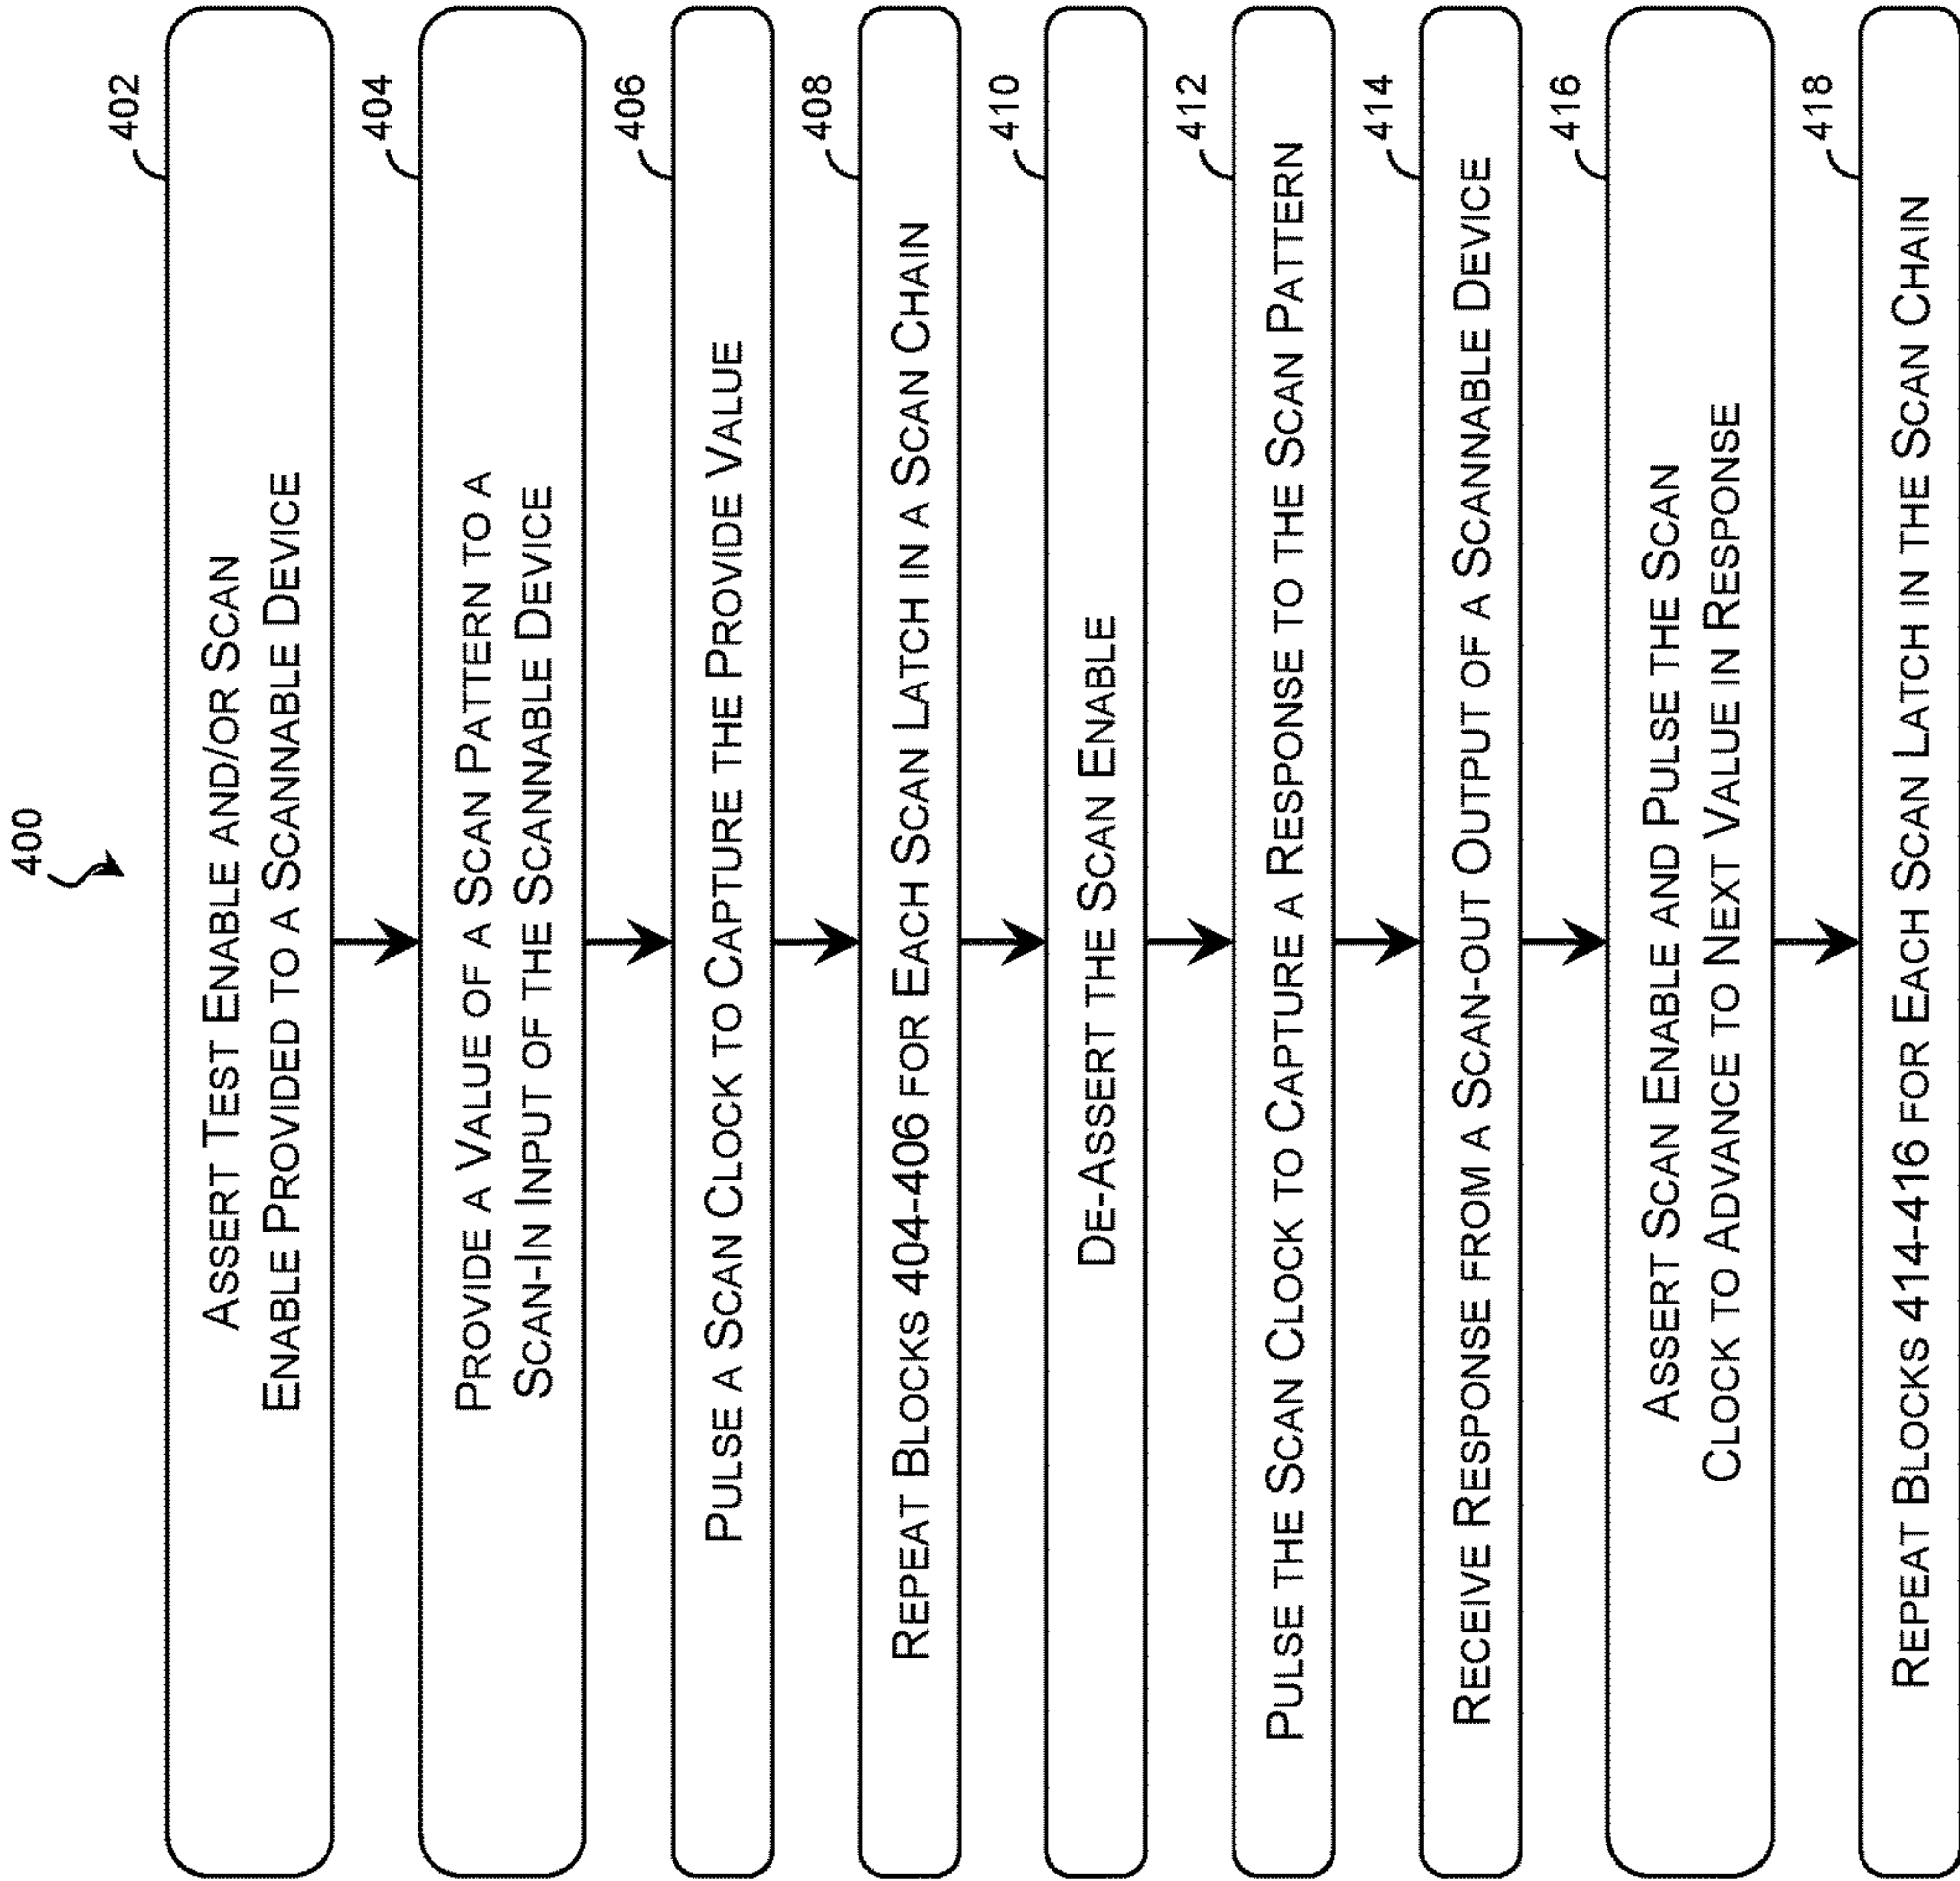 400
402
ASSERT TEST ENABLE AND/OR SCAN
ENABLE PROVIDED TO A SCANNABLE DEVICE
404
PROVIDE A VALUE OF A SCAN PATTERN TO A
SCAN-IN INPUT OF THE SCANNABLE DEVICE
406
PULSE A SCAN CLOCK TO CAPTURE THE PROVIDE VALUE
408
REPEAT BLOCKS 404-406 FOR EACH SCAN LATCH IN A SCAN CHAIN
410
DE-ASSERT THE SCAN ENABLE
412
PULSE THE SCAN CLOCK TO CAPTURE A RESPONSE TO THE SCAN PATTERN
414
RECEIVE RESPONSE FROM A SCAN-OUT OUTPUT OF A SCANNABLE DEVICE
416
ASSERT SCAN ENABLE AND PULSE THE SCAN
CLOCK TO ADVANCE TO NEXT VALUE IN RESPONSE
418
REPEAT BLOCKS 414-416 FOR EACH SCAN LATCH IN THE SCAN CHAIN